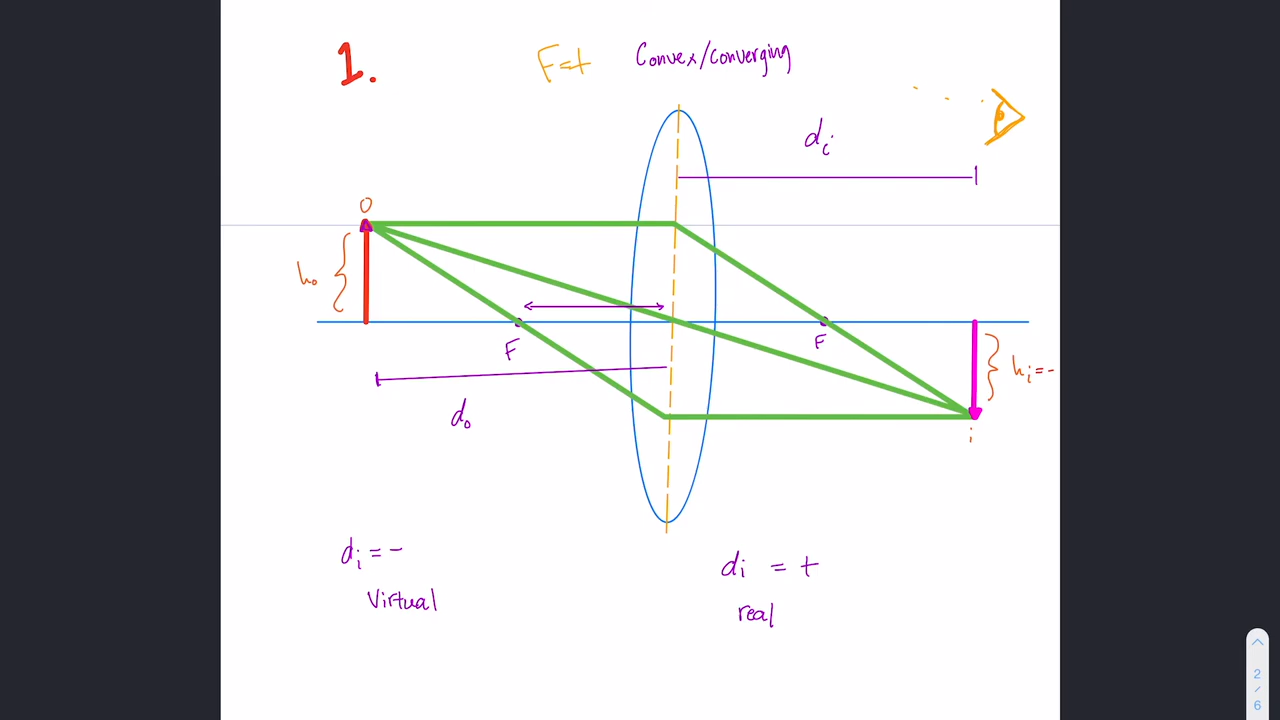 1.
F=+
Convex/converging
di
O
ho
F
F
hi=-
do
i
di = -
Virtual
di = +
real
2
/
6